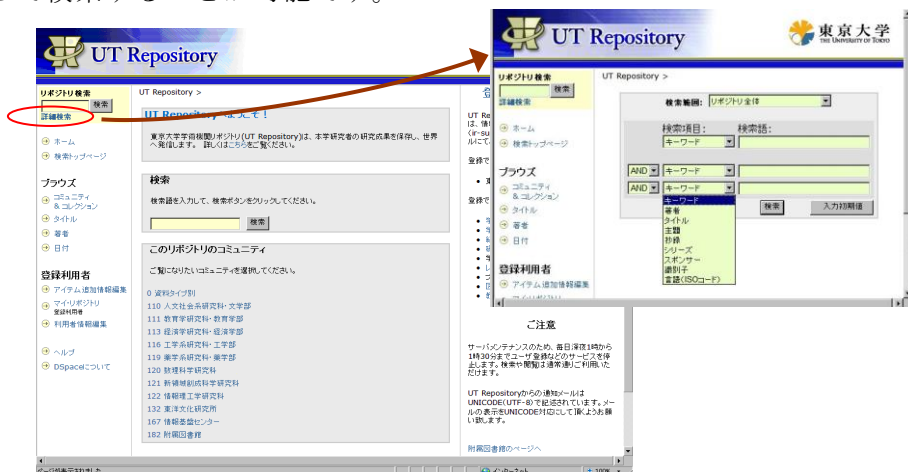 UT Repository
リポジトリ検索
検索
詳細検索
ホーム
検索トップページ
ブラウズ
コミュニティ
& コレクション
タイトル
著者
日付
登録利用者
アイテム追加情報編集
マイ・リポジトリ
登録利用者
利用者情報編集
ヘルプ
DSpaceについて
UT Repository >
UT Repository へようこそ！
東京大学学術機関リポジトリ(UT Repository)は、本学研究者の研究成果を保存し、世界
へ発信します。 詳しくはこちらをご覧ください。
検索
検索語を入力して、検索ボタンをクリックしてください。
検索
このリポジトリのコミュニティ
ご覧になりたいコミュニティを選択してください。
0 資料タイプ別
110 人文社会系研究科・文学部
111 教育学研究科・教育学部
113 経済学研究科・経済学部
116 工学系研究科・工学部
119 薬学系研究科・薬学部
120 数理科学研究科
121 新領域創成科学研究科
122 情報理工学研究科
132 東洋文化研究所
167 情報基盤センター
182 附属図書館
UT Re
は、情
(ir-su
ルにて
登録で
登録で
ご注意
サーバメンテナンスのため、毎日深夜1時から
1時30分までユーザ登録などのサービスを停
止します。検索や閲覧は通常通りご利用いた
だけます。
UT Repositoryからの通知メールは
UNICODE(UTF-8)で記述されています。メー
ルの表示をUNICODE対応にして頂くようお願
い致します。
附属図書館のページへ
ページが表示されました
インターネット
100%
UT Repository
東京大学
THE UNIVERSITY OF TOKYO
リポジトリ検索
検索
詳細検索
ホーム
検索トップページ
ブラウズ
コミュニティ
& コレクション
タイトル
著者
日付
登録利用者
アイテム追加情報編集
UT Repository >
検索範囲: リポジトリ全体
検索項目: 検索語:
キーワード
AND キーワード
AND キーワード
キーワード
著者
タイトル
主題
抄録
シリーズ
スポンサー
識別子
言語(ISOコード)
検索 入力初期値